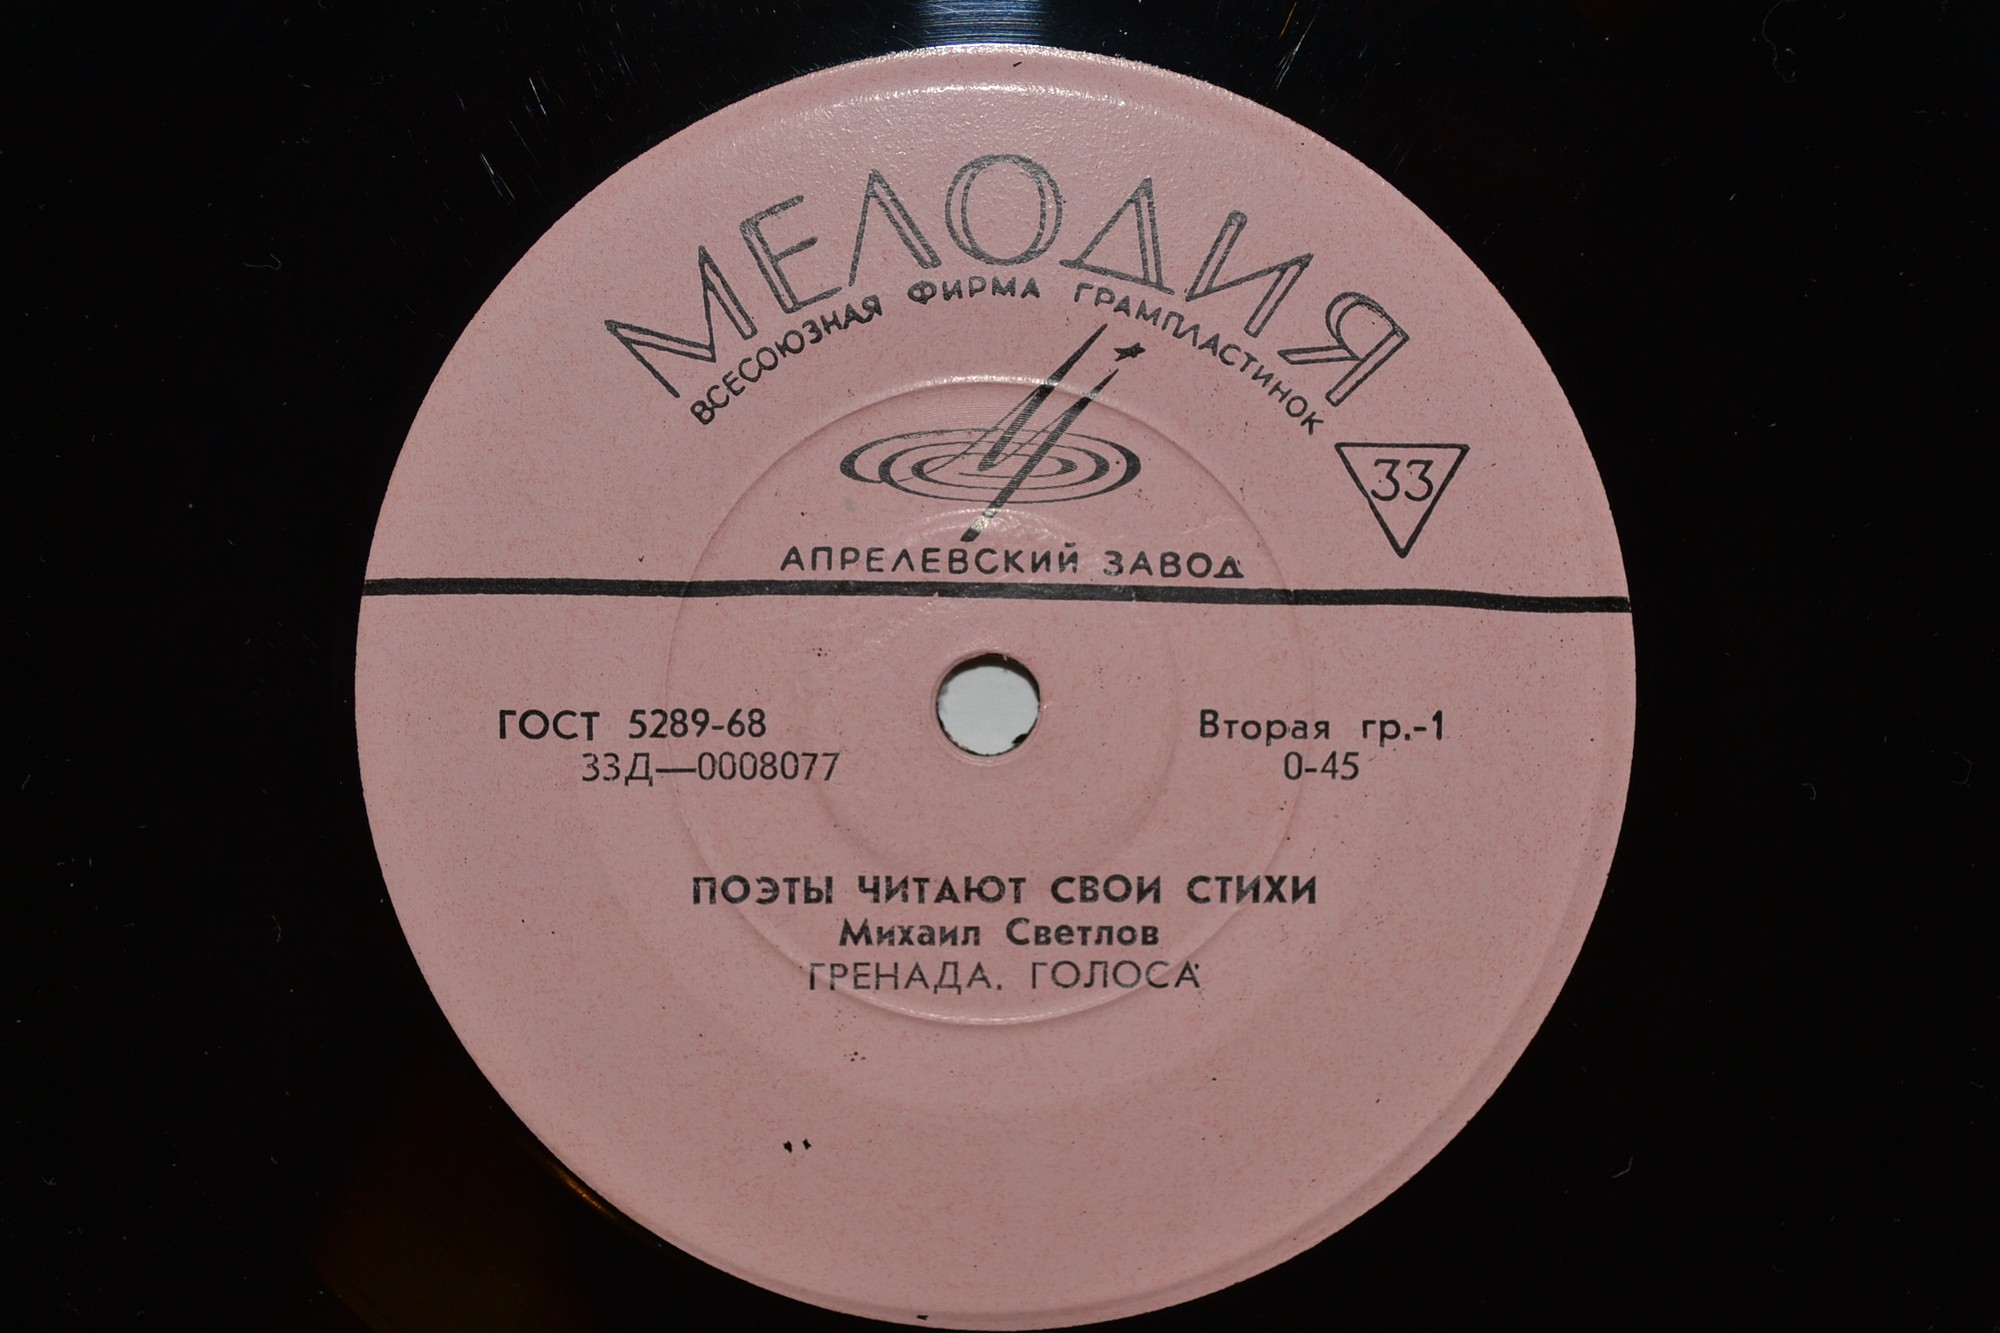 МЕЛОДИЯ
ВСЕСОЮЗНАЯ ФИРМА ГРАМПЛАСТИНОК
33
АПРЕЛЕВСКИЙ ЗАВОД
ГОСТ 5289-68
33Д—0008077
Вторая гр.-1
0-45
ПОЭТЫ ЧИТАЮТ СВОИ СТИХИ
Михаил Светлов
ГРЕНАДА. ГОЛОСА